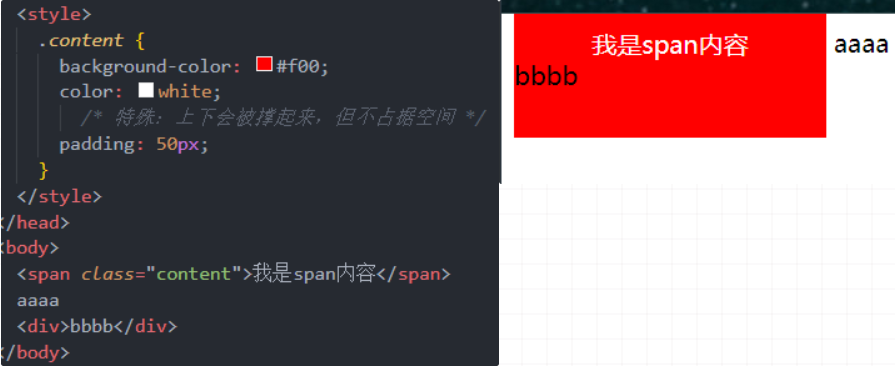 <style>
.content {
background-color: #f00;
color: white;
/* 特殊: 上下会被撑起来, 但不占据空间 */
padding: 50px;
}
</style>
/head>
<body>
<span class="content">我是span内容</span>
aaaa
<div>bbbb</div>
</body>
我是span内容 aaaa
bbbb